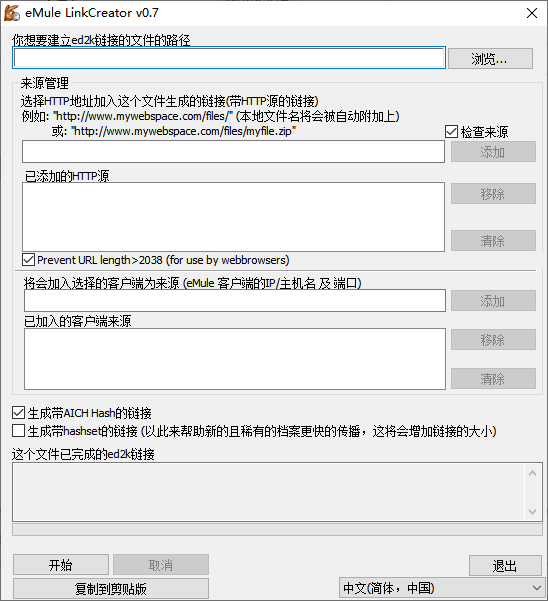 eMule LinkCreator v0.7
你想要建立ed2k链接的文件的路径
浏览...
来源管理
选择HTTP地址加入这个文件生成的链接(带HTTP源的链接)
例如: "http://www.mywebspace.com/files/" (本地文件名将会被自动附加上)
或: "http://www.mywebspace.com/files/myfile.zip"
检查来源
添加
已添加的HTTP源
移除
清除
Prevent URL length>2038 (for use by webbrowsers)
将会加入选择的客户端为来源 (eMule 客户端的IP/主机名 及 端口)
添加
已加入的客户端来源
移除
清除
生成带AICH Hash的链接
生成带hashset的链接 (以此来帮助新的且稀有的档案更快的传播，这将会增加链接的大小)
这个文件已完成的ed2k链接
开始
取消
退出
复制到剪贴版
中文(简体，中国)